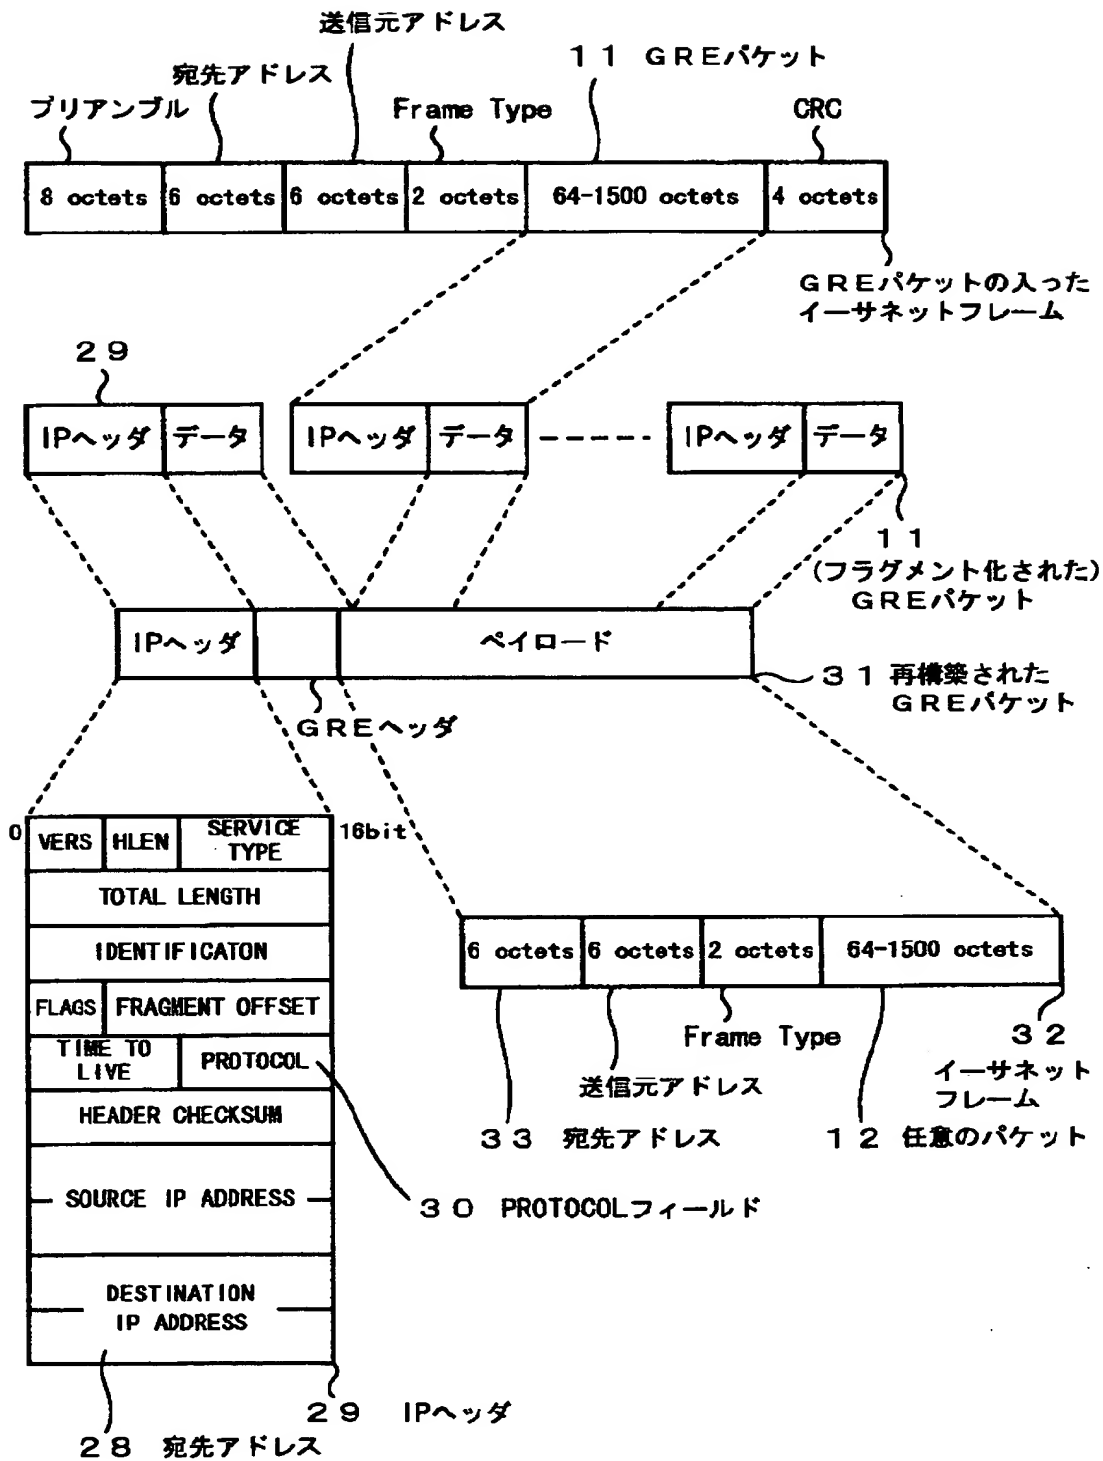 送信元アドレス
11 GREパケット
宛先アドレス
プリアンブル
Frame Type
CRC
8 octets 6 octets 6 octets 2 octets 64-1500 octets 4 octets
GREパケットの入った
イーサネットフレーム
29
IPヘッダ データ IPヘッダ データ IPヘッダ データ
11
(フラグメント化された)
GREパケット
IPヘッダ ペイロード
31 再構築された
GREパケット
GREヘッダ
0 16bit
VERS HLEN SERVICE
TYPE
TOTAL LENGTH
IDENTIFICATON
FLAGS FRAGMENT OFFSET
TIME TO
LIVE PROTOCOL
HEADER CHECKSUM
SOURCE IP ADDRESS
DESTINATION
IP ADDRESS
6 octets 6 octets 2 octets 64-1500 octets
Frame Type
32
イーサネット
フレーム
送信元アドレス
33 宛先アドレス
12 任意のパケット
30 PROTOCOLフィールド
29 IPヘッダ
28 宛先アドレス